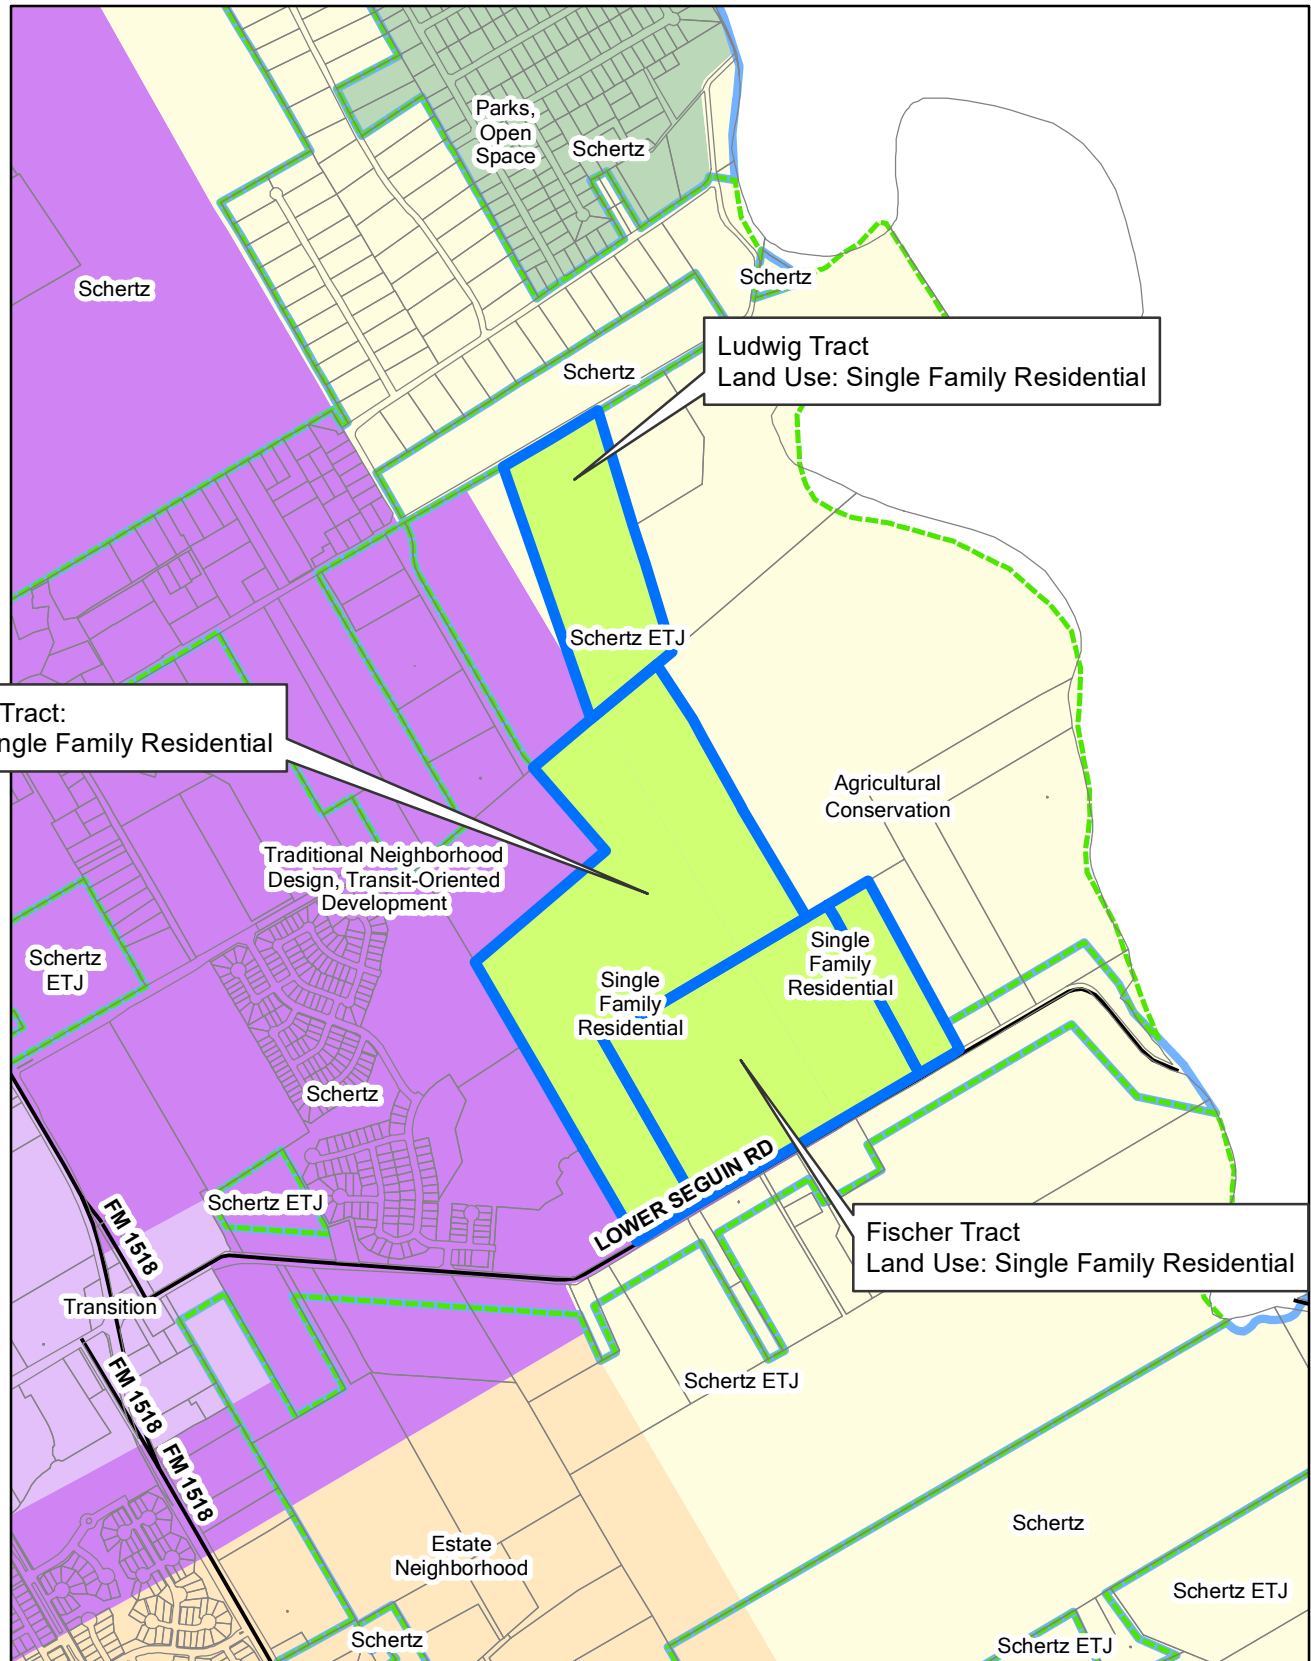 Parks,
Open
Space
Schertz
Schertz
Schertz
Ludwig Tract
Land Use: Single Family Residential
Schertz
Schertz ETJ
Tract:
ngle Family Residential
Agricultural
Conservation
Traditional Neighborhood
Design, Transit-Oriented
Development
Schertz
ETJ
Single
Family
Residential
Single
Family
Residential
Schertz
Schertz ETJ
LOWER SEGUIN RD
FM 1518
Fischer Tract
Land Use: Single Family Residential
Transition
FM 1518
Schertz ETJ
FM 1518
Schertz
Estate
Neighborhood
Schertz ETJ
Schertz
Schertz ETJ